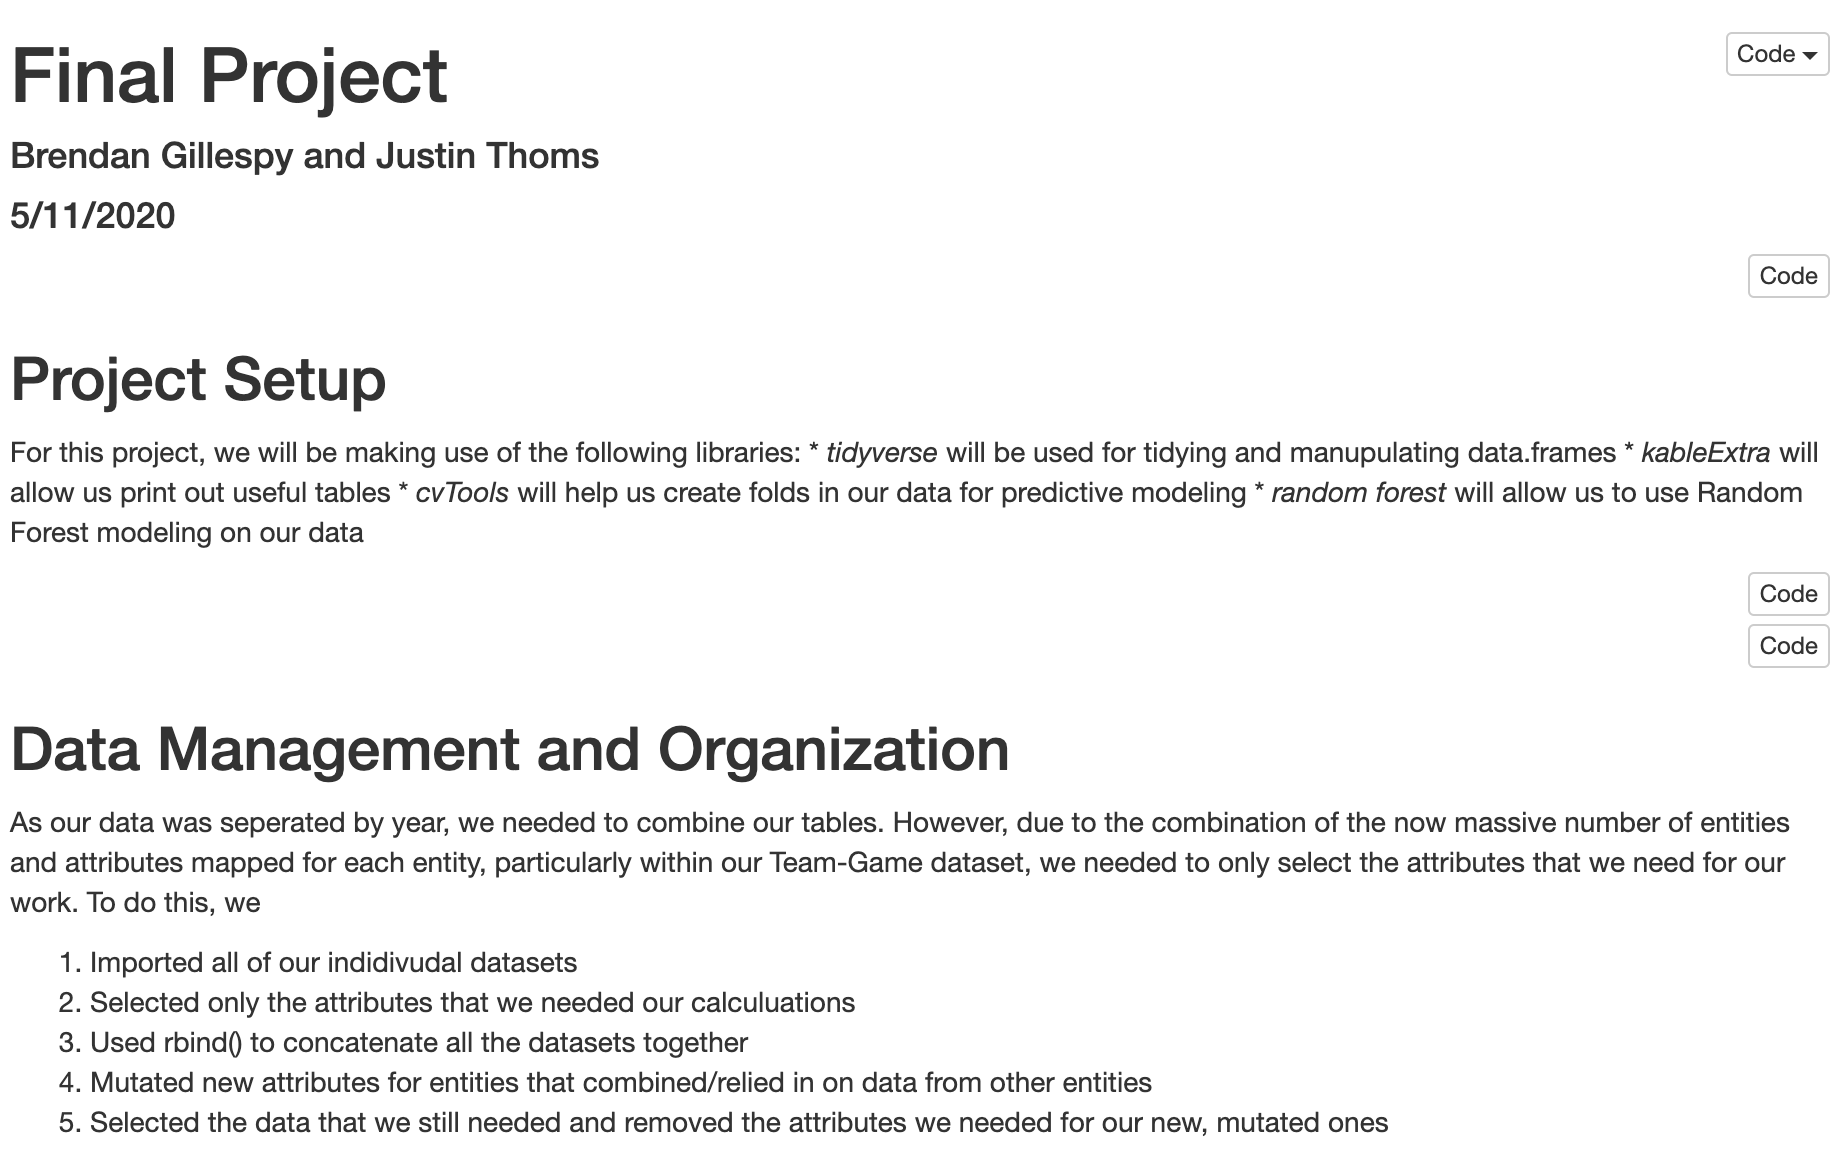 Final Project
Code
Brendan Gillespy and Justin Thoms
5/11/2020
Code
Project Setup
For this project, we will be making use of the following libraries: * tidyverse will be used for tidying and manupulating data.frames * kableExtra will
allow us print out useful tables * cvTools will help us create folds in our data for predictive modeling * random forest will allow us to use Random
Forest modeling on our data
Code
Code
Data Management and Organization
As our data was seperated by year, we needed to combine our tables. However, due to the combination of the now massive number of entities
and attributes mapped for each entity, particularly within our Team-Game dataset, we needed to only select the attributes that we need for our
work. To do this, we
1. Imported all of our indidivudal datasets
2. Selected only the attributes that we needed our calculuations
3. Used rbind() to concatenate all the datasets together
4. Mutated new attributes for entities that combined/relied in on data from other entities
5. Selected the data that we still needed and removed the attributes we needed for our new, mutated ones